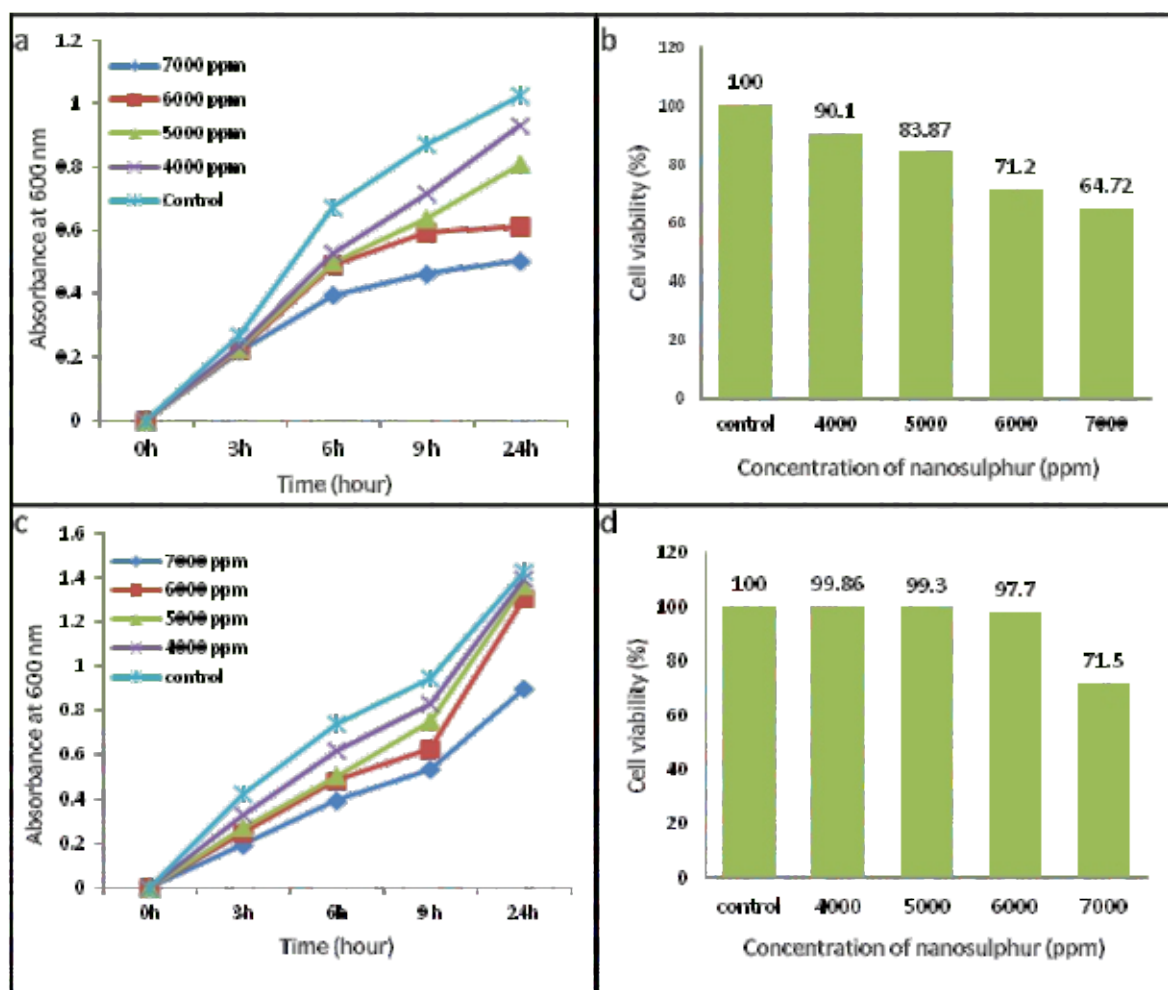 a
1.2
1
0.8
0.6
0.4
0.2
0
7000 ppm
6000 ppm
5000 ppm
4000 ppm
Control
Absorbance at 600 nm
0h 3h 6h 9h 24h
Time (hour)
b
120
100
80
60
40
20
0
100
90.1
83.87
71.2
64.72
Cell viability (%)
control 4000 5000 6000 7000
Concentration of nanosulphur (ppm)
c
1.6
1.4
1.2
1
0.8
0.6
0.4
0.2
0
7000 ppm
6000 ppm
5000 ppm
4000 ppm
control
Absorbance at 600 nm
0h 3h 6h 9h 24h
Time (hour)
d
120
100
80
60
40
20
0
100 99.86 99.3 97.7
71.5
Cell viability (%)
control 4000 5000 6000 7000
Concentration of nanosulphur (ppm)